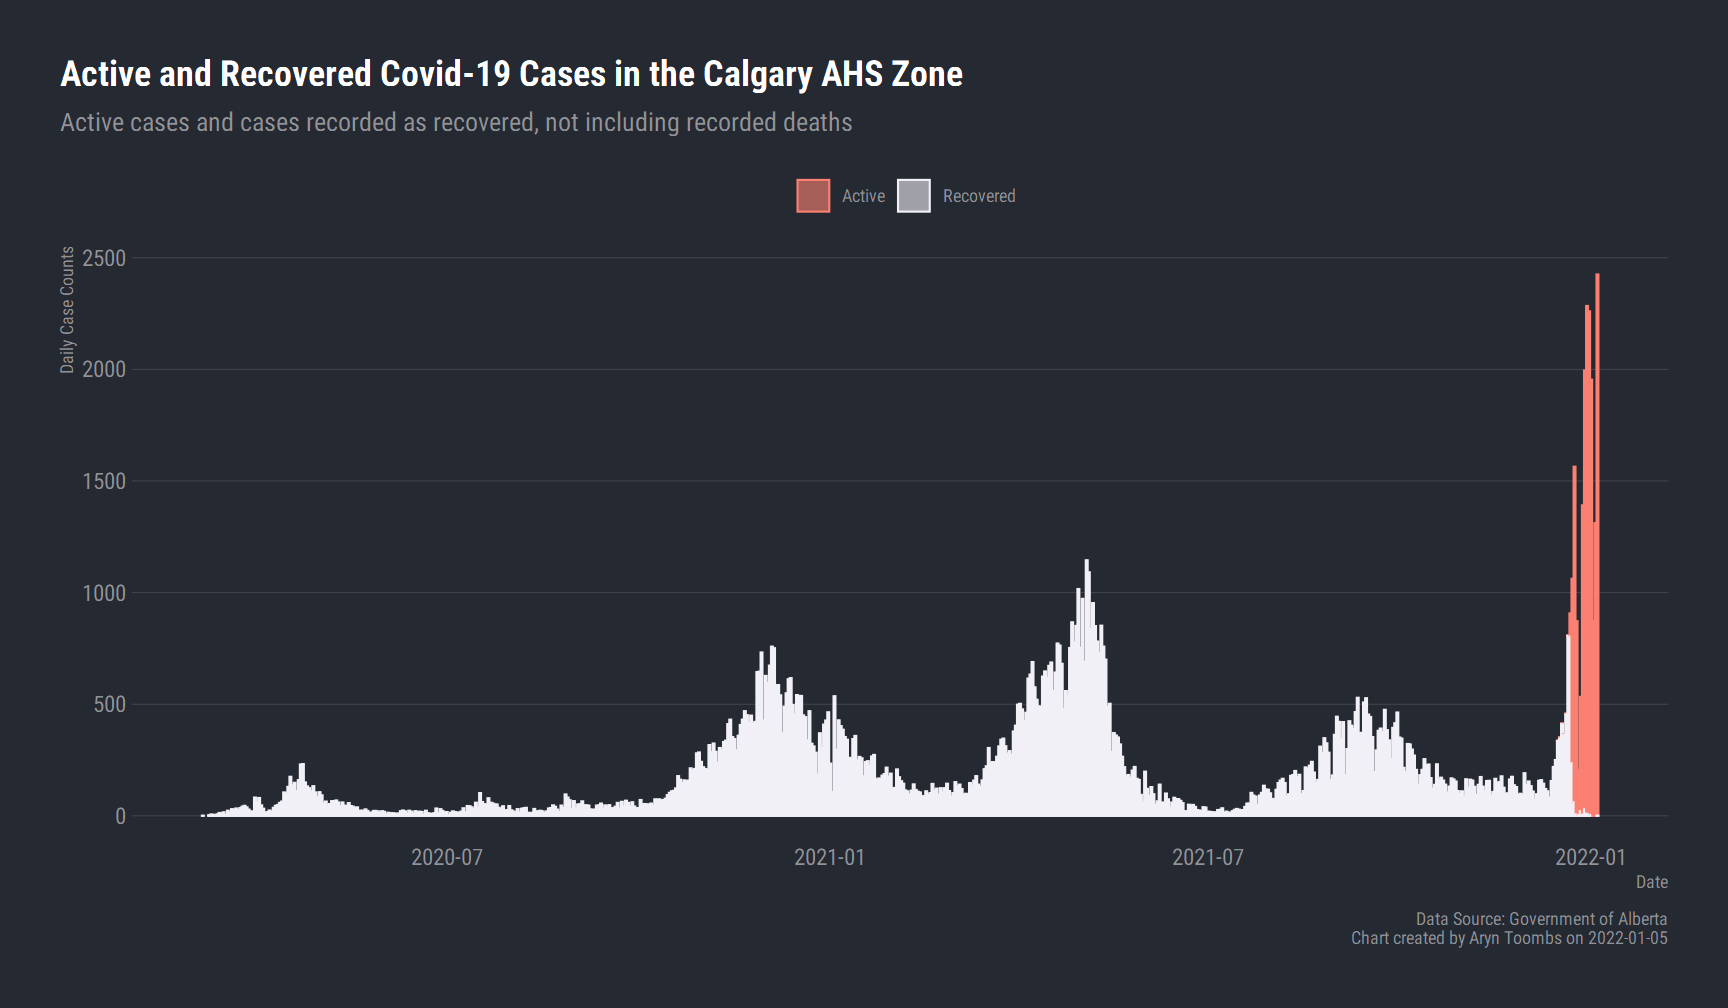 Active and Recovered Covid-19 Cases in the Calgary AHS Zone
Active cases and cases recorded as recovered, not including recorded deaths
Active
Recovered
Daily Case Counts
2500
2000
1500
1000
500
0
2020-07
2021-01
2021-07
2022-01
Date
Data Source: Government of Alberta
Chart created by Aryn Toombs on 2022-01-05